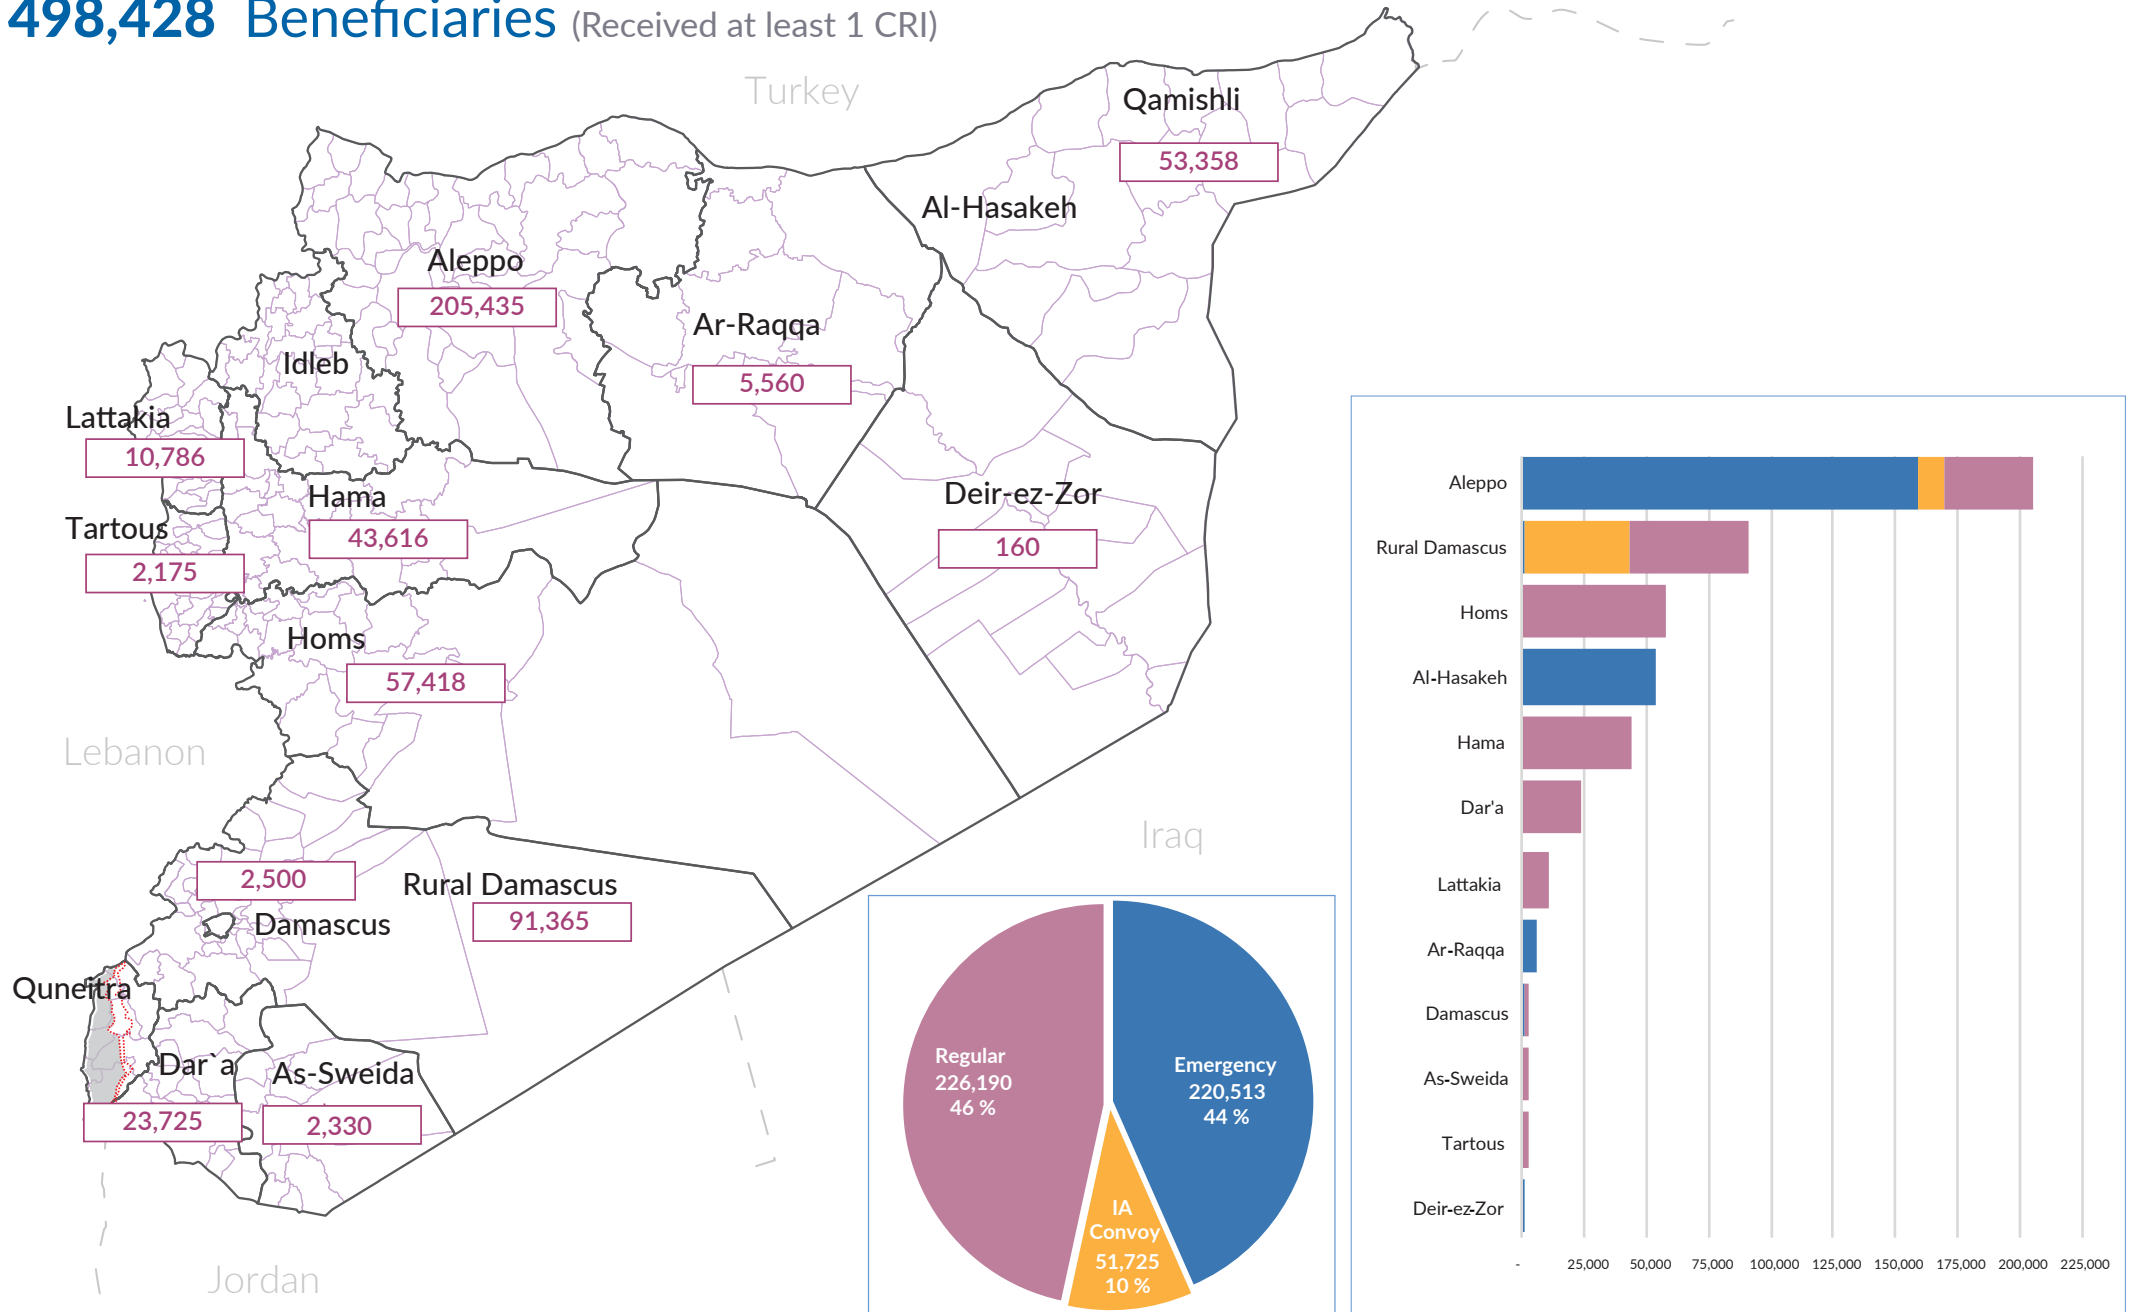 498,428 Beneficiaries (Received at least 1 CRI)
Turkey
Qamishli
53,358
Al-Hasakeh
Aleppo
205,435
Ar-Raqqa
5,560
Idleb
Lattakia
10,786
Hama
43,616
Tartous
2,175
Deir-ez-Zor
160
Homs
57,418
Lebanon
Iraq
2,500
Rural Damascus
91,365
Damascus
Quneitra
Dar`a
23,725
As-Sweida
2,330
Jordan
Regular
226,190
46 %
Emergency
220,513
44 %
IA
Convoy
51,725
10 %
Aleppo
Rural Damascus
Homs
Al-Hasakeh
Hama
Dar'a
Lattakia
Ar-Raqqa
Damascus
As-Sweida
Tartous
Deir-ez-Zor
- 25,000 50,000 75,000 100,000 125,000 150,000 175,000 200,000 225,000